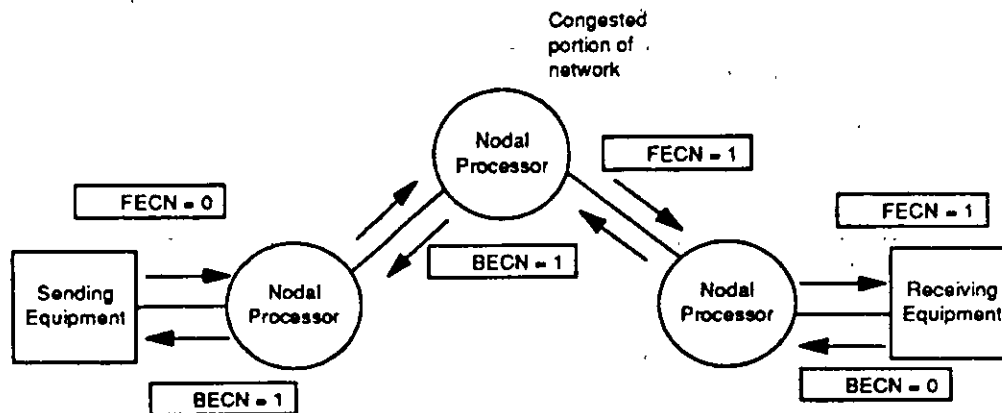 Congested
portion of
network
Nodal
Processor
FECN = 1
FECN = 0
FECN = 1
BECN = 1
Sending
Equipment
Nodal
Processor
Nodal
Processor
Receiving
Equipment
BECN = 1
BECN = 0